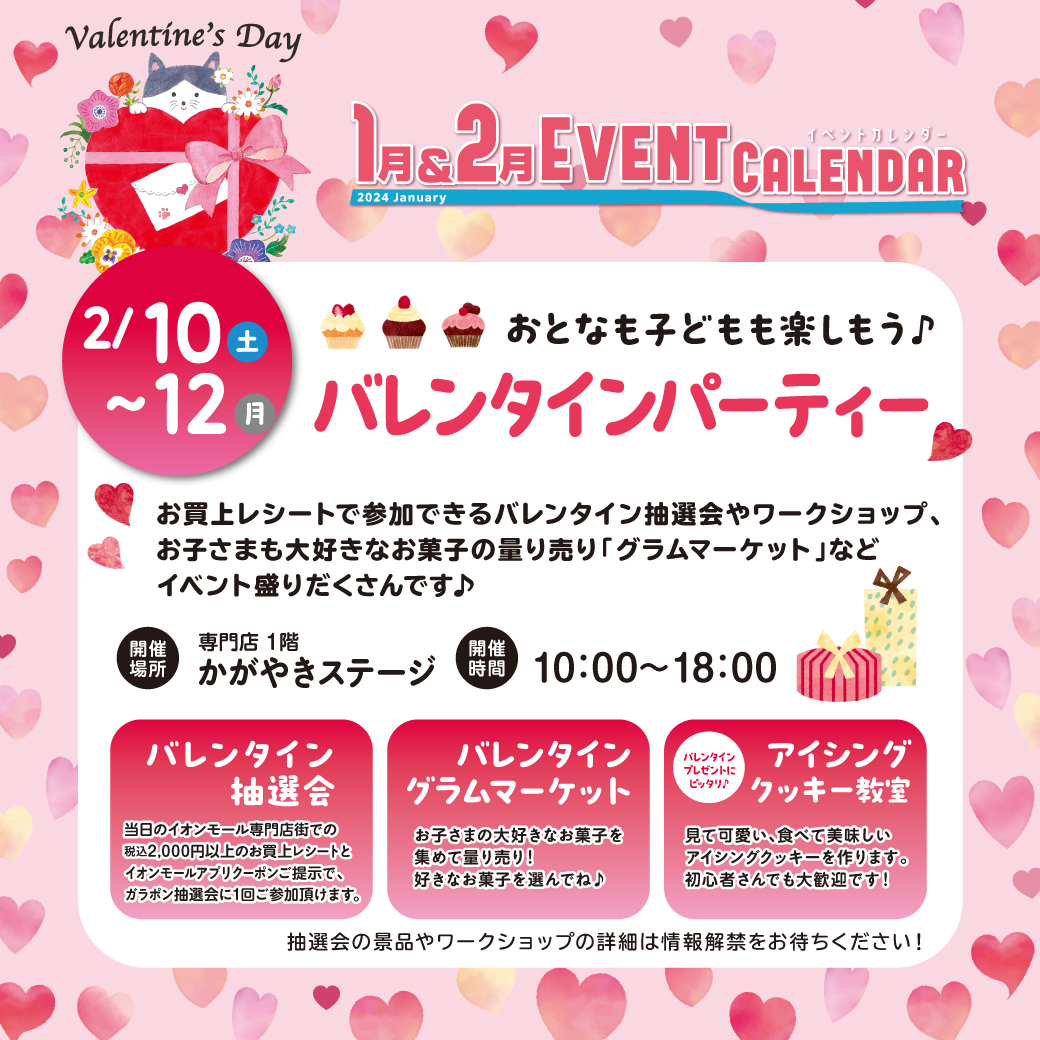 Valentine's Day
1月&2月 EVENT CALENDAR
イベントカレンダー
2024 January
2/10土
～12月
おとなも子どもも楽しもう♪
バレンタインパーティー
お買上レシートで参加できるバレンタイン抽選会やワークショップ、
お子さまも大好きなお菓子の量り売り「グラムマーケット」など
イベント盛りだくさんです♪
開催
場所
専門店 1階
かがやきステージ
開催
時間
10:00～18:00
バレンタイン
抽選会
当日のイオンモール専門店街での
税込2,000円以上のお買上レシートと
イオンモールアプリクーポンご提示で、
ガラポン抽選会に1回ご参加頂けます。
バレンタイン
グラムマーケット
お子さまの大好きなお菓子を
集めて量り売り！
好きなお菓子を選んでね♪
バレンタイン
プレゼントに
ピッタリ♪
アイシング
クッキー教室
見て可愛い、食べて美味しい
アイシングクッキーを作ります。
初心者さんでも大歓迎です！
抽選会の景品やワークショップの詳細は情報解禁をお待ちください！